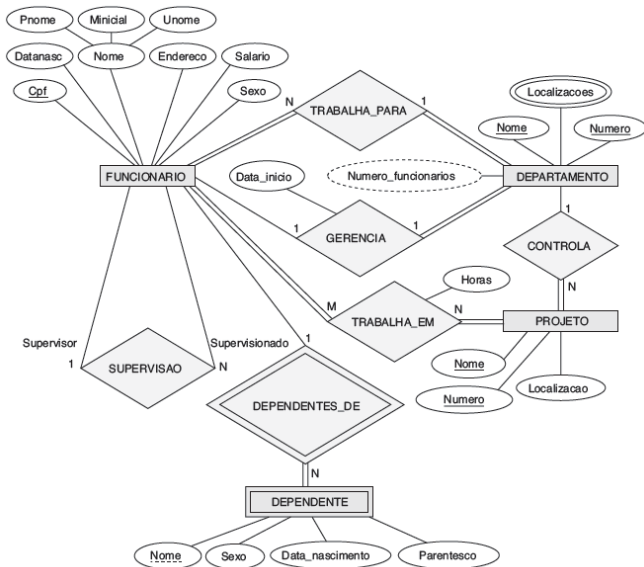 Pnome Minicial Unome
Datanasc Nome Endereco Salario
Cpf Sexo
N TRABALHA_PARA 1
Localizacoes
Nome Numero
FUNCIONARIO
Data_inicio
Numero_funcionarios
DEPARTAMENTO
1 GERENCIA 1
1
CONTROLA
N
Horas
M TRABALHA_EM N
PROJETO
Supervisor
1 SUPERVISAO N
Supervisionado
1
Nome
Numero
Localizacao
DEPENDENTES_DE
N
DEPENDENTE
Nome Sexo Data_nascimento Parentesco